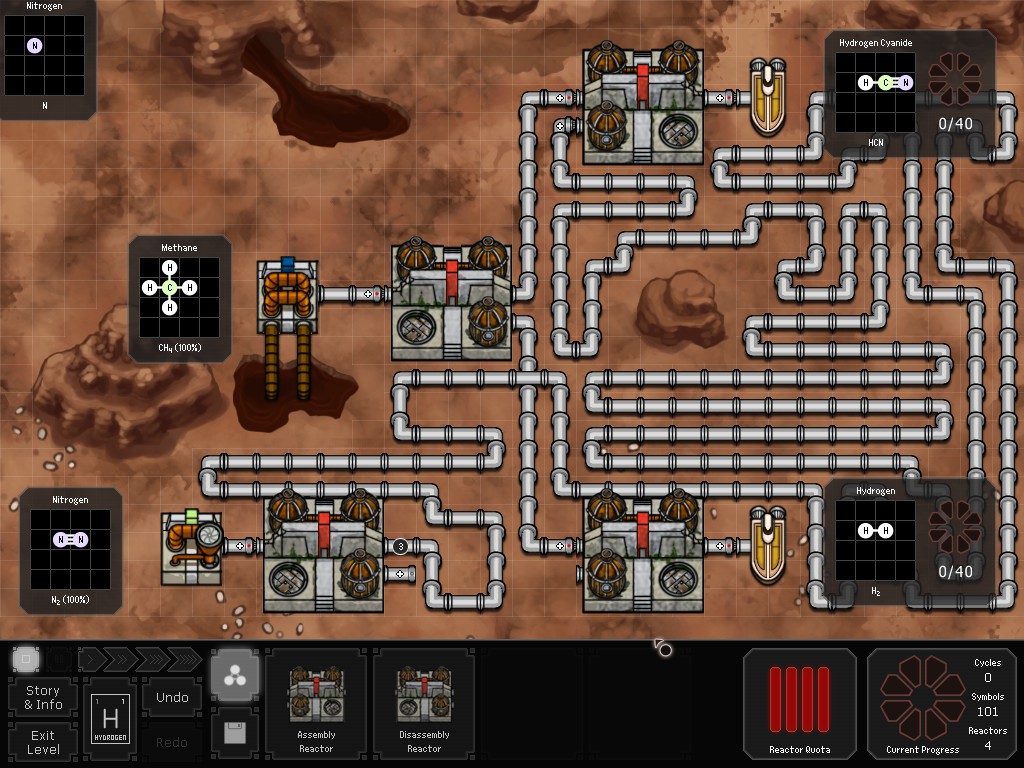 Nitrogen
N
N
Methane
H
H C H
H
CH₄ (100%)
Nitrogen
N=N
N₂ (100%)
Hydrogen Cyanide
H-C≡N
HCN
0/40
Hydrogen
H-H
H₂
0/40
3
Story
& Info
Exit
Level
1 1
H
HYDROGEN
Undo
Redo
Assembly
Reactor
Disassembly
Reactor
Reactor Quota
Cycles
0
Symbols
101
Reactors
4
Current Progress